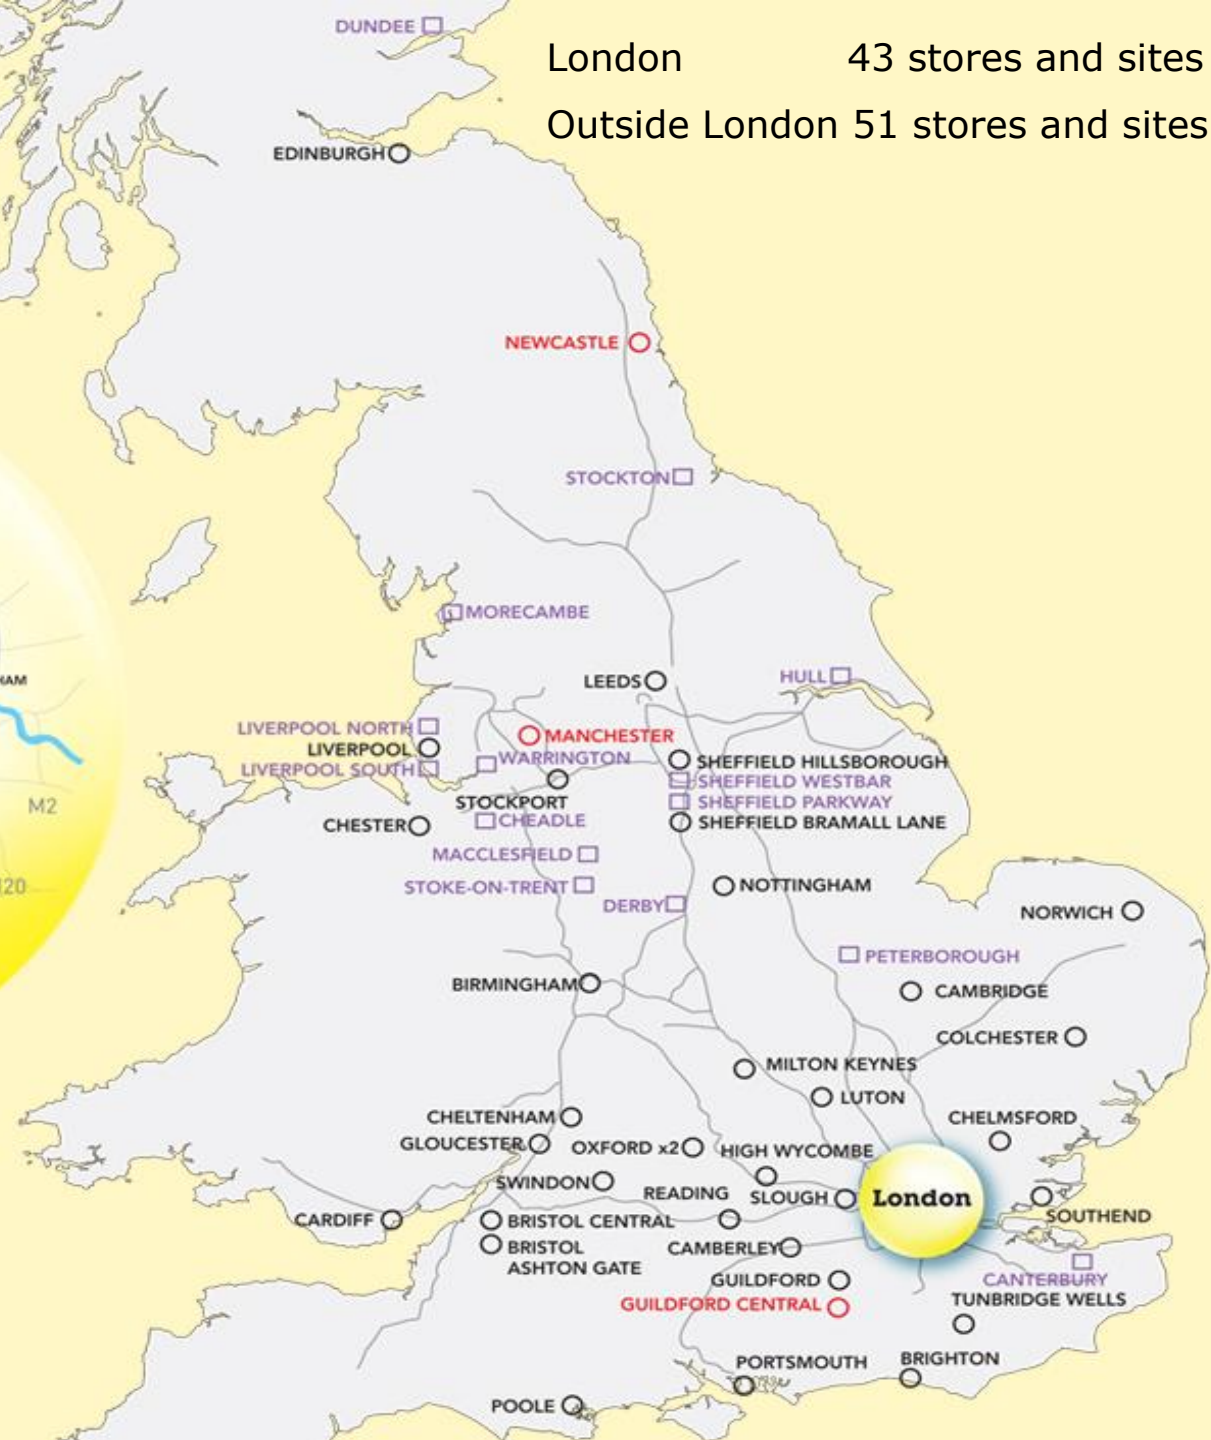 DUNDEE
London 43 stores and sites
Outside London 51 stores and sites
EDINBURGH
NEWCASTLE
STOCKTON
MORECAMBE
LEEDS
HULL
LIVERPOOL NORTH
MANCHESTER
LIVERPOOL
WARRINGTON
SHEFFIELD HILLSBOROUGH
LIVERPOOL SOUTH
SHEFFIELD WESTBAR
STOCKPORT
SHEFFIELD PARKWAY
M2
CHESTER
CHEADLE
SHEFFIELD BRAMALL LANE
MACCLESFIELD
STOKE-ON-TRENT
NOTTINGHAM
DERBY
NORWICH
PETERBOROUGH
BIRMINGHAM
CAMBRIDGE
COLCHESTER
MILTON KEYNES
LUTON
CHELTENHAM
CHELMSFORD
GLOUCESTER
OXFORD x2
HIGH WYCOMBE
SWINDON
READING
SLOUGH
London
CARDIFF
BRISTOL CENTRAL
SOUTHEND
BRISTOL
ASHTON GATE
CAMBERLEY
GUILDFORD
CANTERBURY
GUILDFORD CENTRAL
TUNBRIDGE WELLS
PORTSMOUTH
BRIGHTON
POOLE